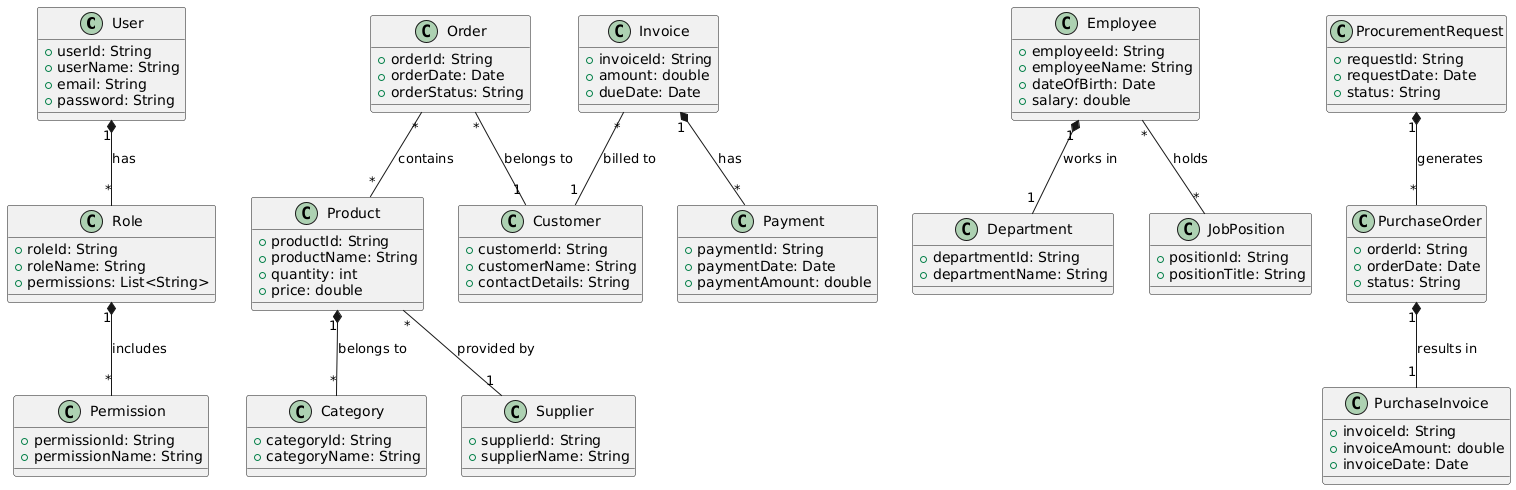 C User
userId: String
userName: String
email: String
password: String
1
has
*
C Role
roleId: String
roleName: String
permissions: List<String>
1
includes
*
C Permission
permissionId: String
permissionName: String
C Order
orderId: String
orderDate: Date
orderStatus: String
*
contains
*
*
belongs to
1
C Invoice
invoiceId: String
amount: double
dueDate: Date
*
billed to
1
1
has
*
C Product
productId: String
productName: String
quantity: int
price: double
1
belongs to
*
*
provided by
1
C Customer
customerId: String
customerName: String
contactDetails: String
C Payment
paymentId: String
paymentDate: Date
paymentAmount: double
C Category
categoryId: String
categoryName: String
C Supplier
supplierId: String
supplierName: String
C Employee
employeeId: String
employeeName: String
dateOfBirth: Date
salary: double
1
works in
1
*
holds
*
C Department
departmentId: String
departmentName: String
C JobPosition
positionId: String
positionTitle: String
C ProcurementRequest
requestId: String
requestDate: Date
status: String
1
generates
*
C PurchaseOrder
orderId: String
orderDate: Date
status: String
1
results in
1
C PurchaseInvoice
invoiceId: String
invoiceAmount: double
invoiceDate: Date